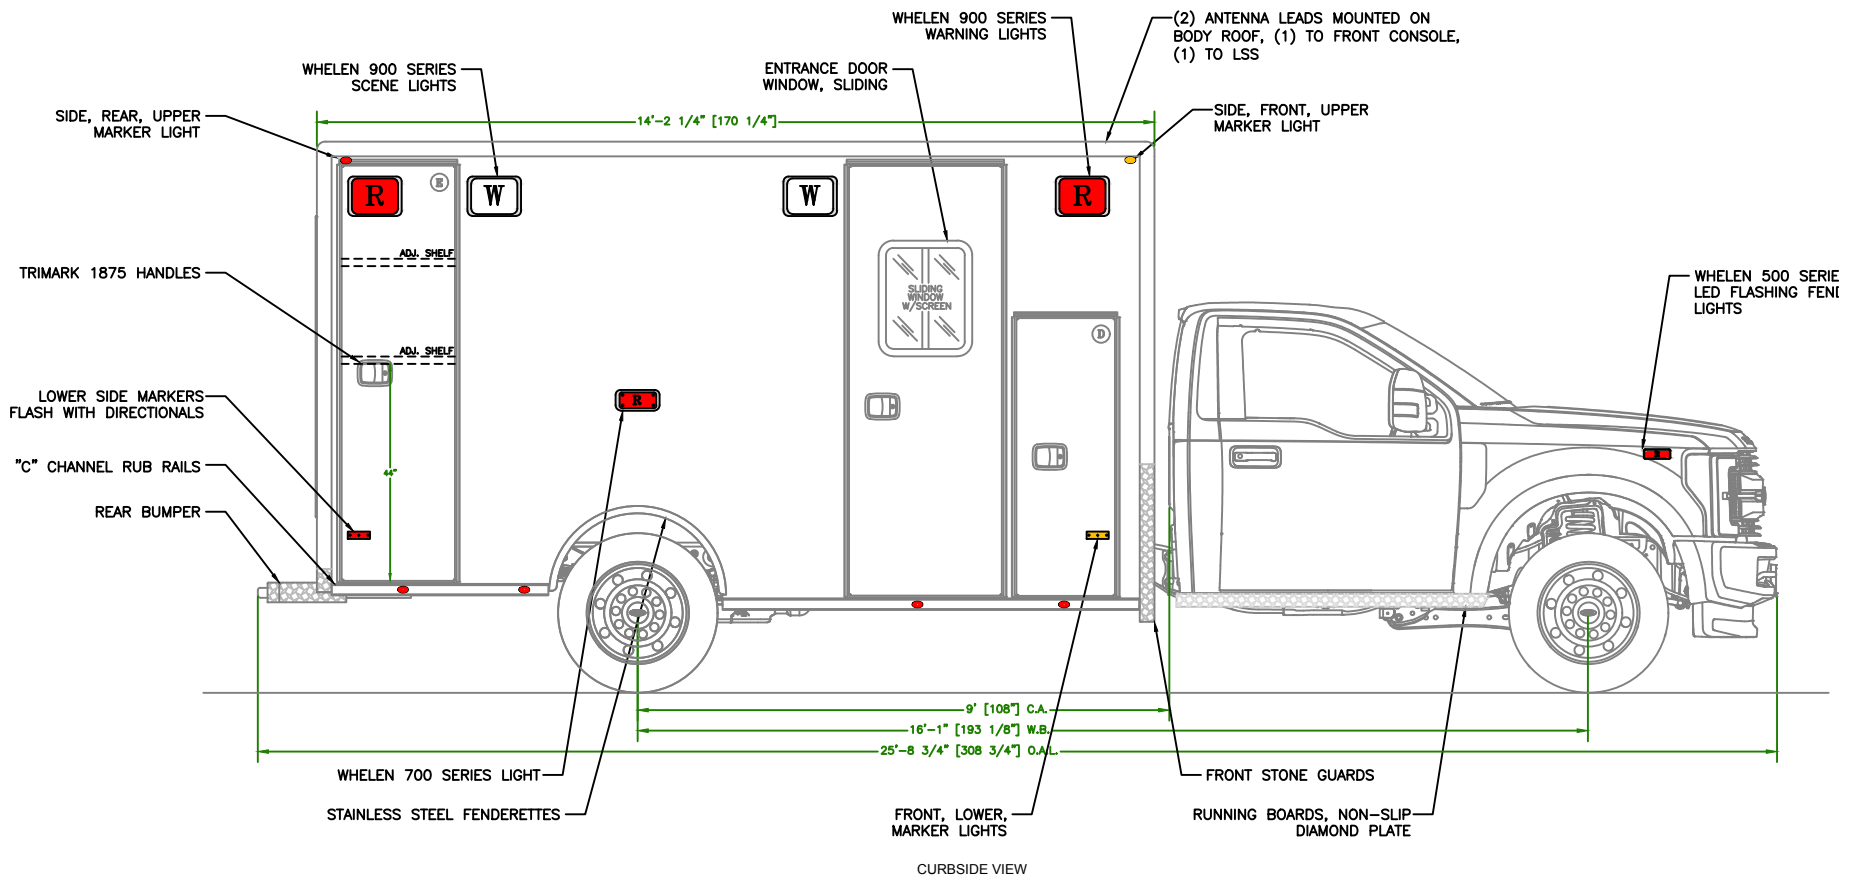 WHELEN 900 SERIES
WARNING LIGHTS
(2) ANTENNA LEADS MOUNTED ON
BODY ROOF, (1) TO FRONT CONSOLE,
(1) TO LSS
WHELEN 900 SERIES
SCENE LIGHTS
ENTRANCE DOOR
WINDOW, SLIDING
SIDE, REAR, UPPER
MARKER LIGHT
14'-2 1/4" [170 1/4"]
SIDE, FRONT, UPPER
MARKER LIGHT
R
E
W
W
R
ADJ. SHELF
TRIMARK 1875 HANDLES
SLIDING
WINDOW
W/SCREEN
WHELEN 500 SERIE
LED FLASHING FEND
LIGHTS
D
ADJ. SHELF
LOWER SIDE MARKERS
FLASH WITH DIRECTIONALS
R
"C" CHANNEL RUB RAILS
44"
REAR BUMPER
9' [108"] C.A.
16'-1" [193 1/8"] W.B.
25'-8 3/4" [308 3/4"] O.A.L.
WHELEN 700 SERIES LIGHT
FRONT STONE GUARDS
STAINLESS STEEL FENDERETTES
FRONT, LOWER,
MARKER LIGHTS
RUNNING BOARDS, NON-SLIP
DIAMOND PLATE
CURBSIDE VIEW